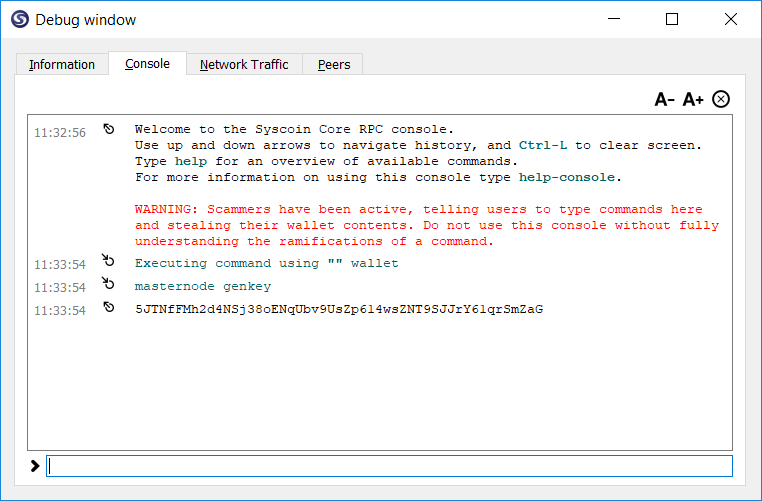 Debug window
Information Console Network Traffic Peers
A- A+
11:32:56 Welcome to the Syscoin Core RPC console.
Use up and down arrows to navigate history, and Ctrl-L to clear screen.
Type help for an overview of available commands.
For more information on using this console type help-console.
WARNING: Scammers have been active, telling users to type commands here
and stealing their wallet contents. Do not use this console without fully
understanding the ramifications of a command.
11:33:54 Executing command using "" wallet
11:33:54 masternode genkey
11:33:54 5JTNfFMh2d4NSj38oENqUbv9UsZp614wsZNT9SJJrY61qrSmZaG